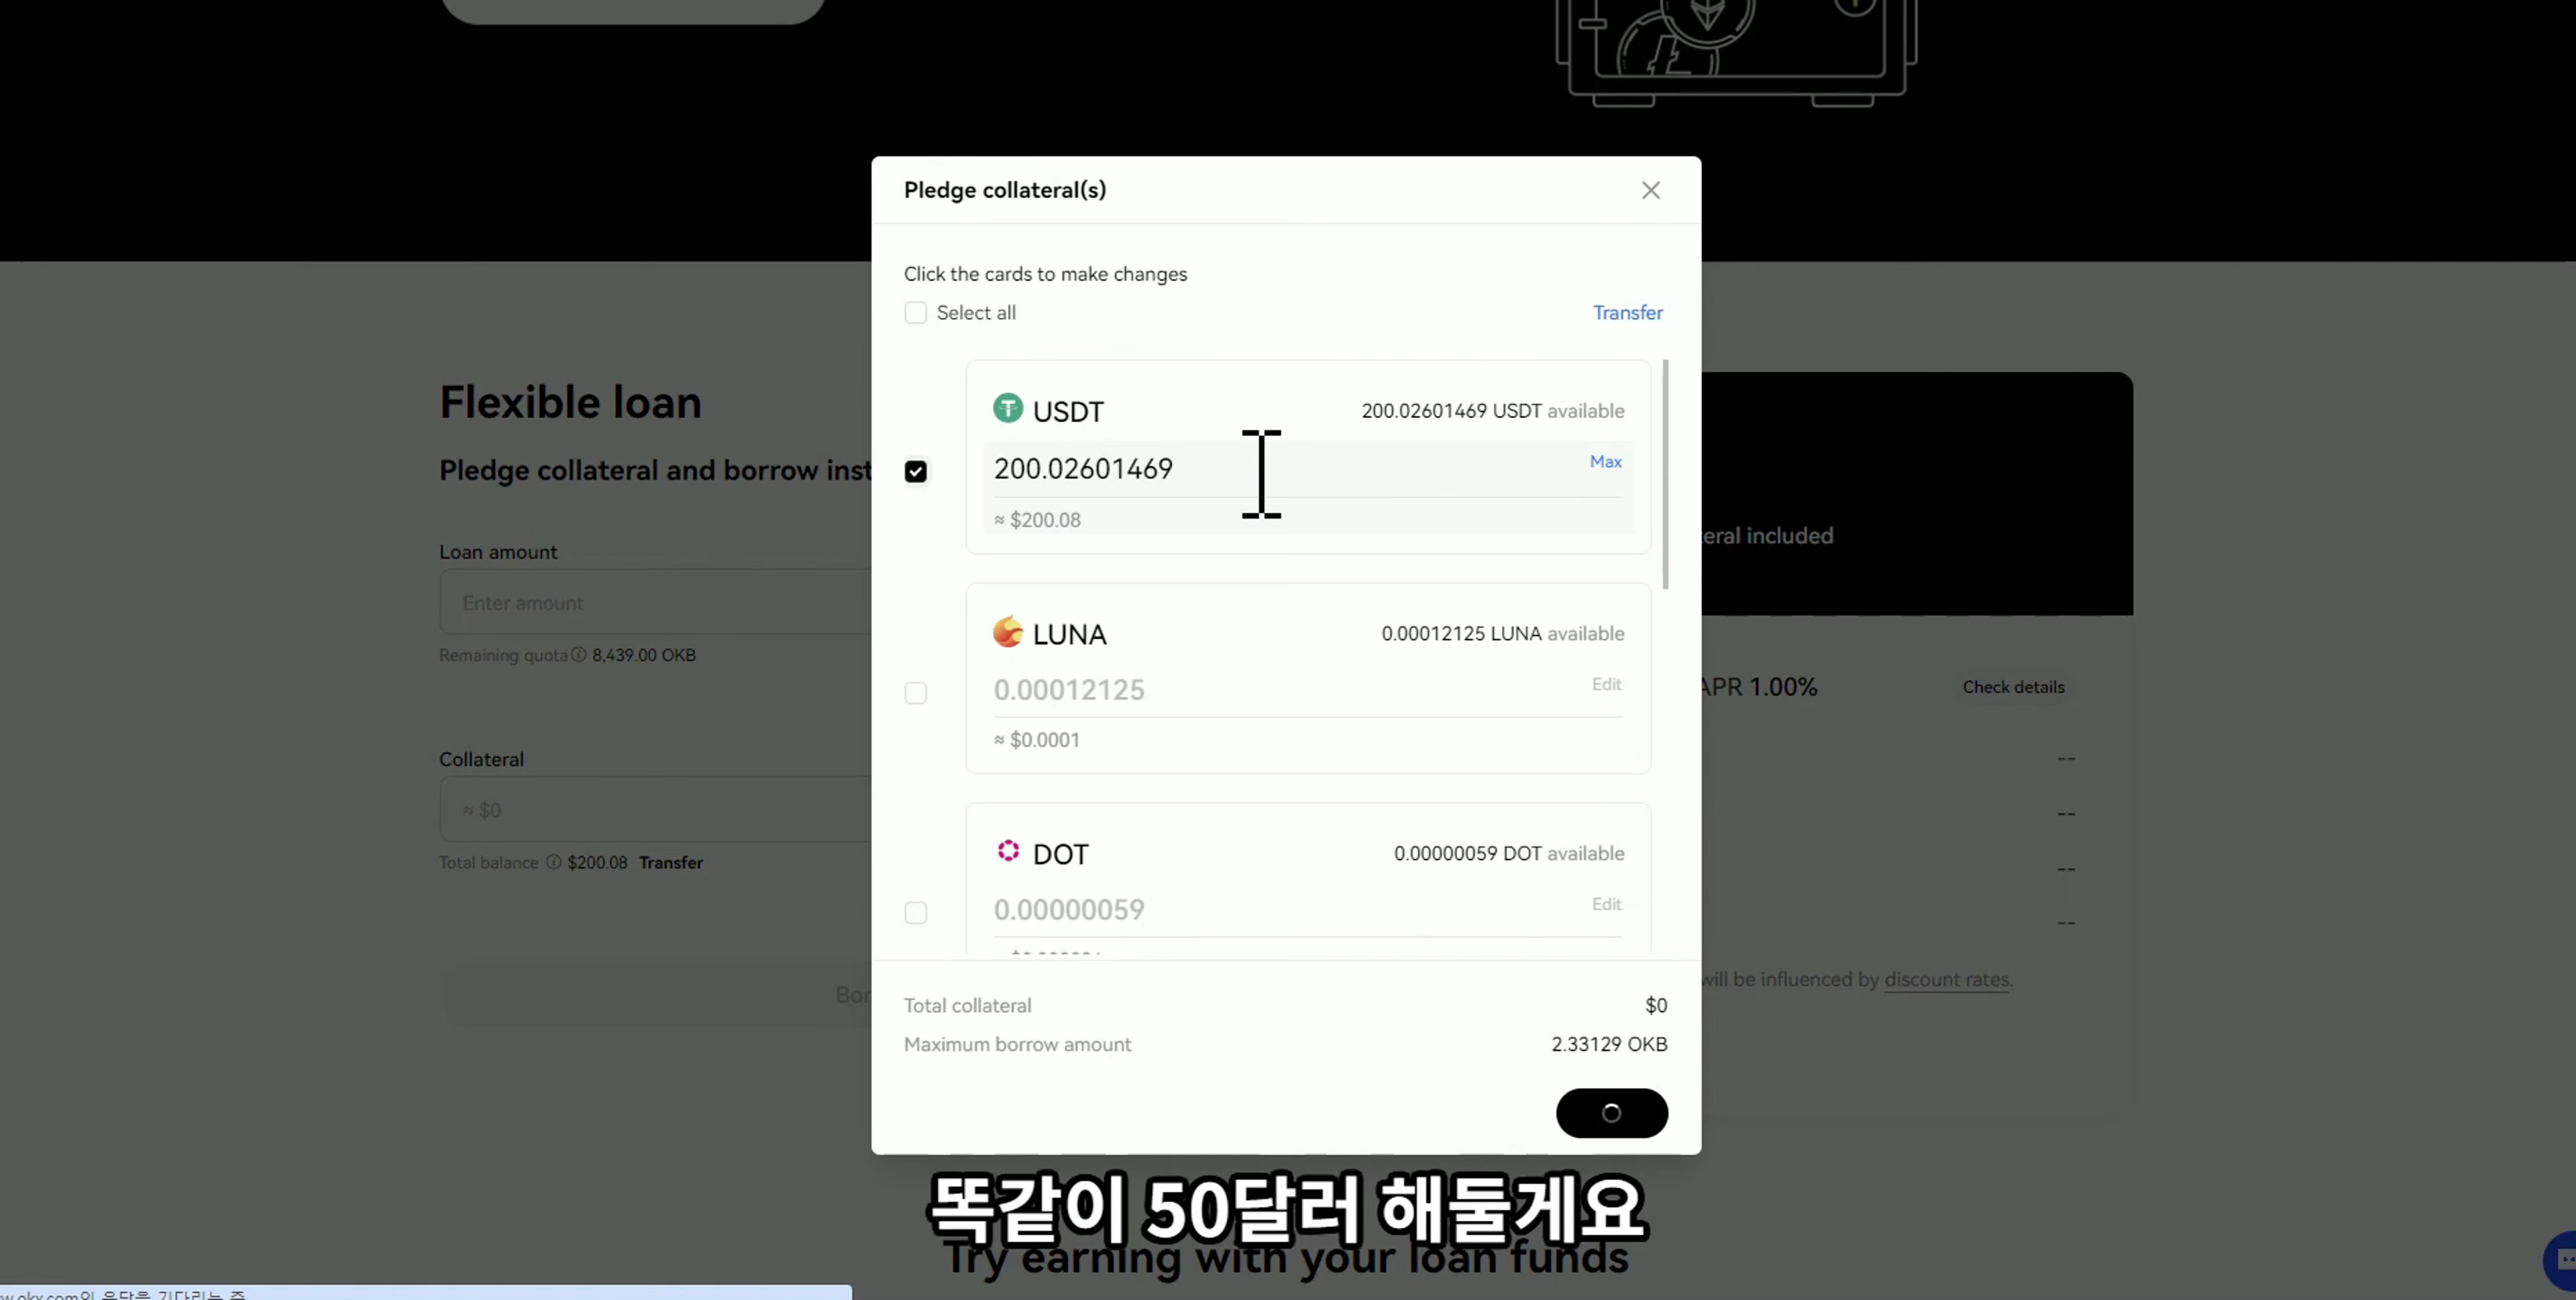 Pledge collateral(s)
Click the cards to make changes
Select all
Transfer
USDT
200.02601469 USDT available
200.02601469
Max
≈ $200.08
LUNA
0.00012125 LUNA available
0.00012125
Edit
≈ $0.0001
DOT
0.00000059 DOT available
0.00000059
Edit
Total collateral
$0
Maximum borrow amount
2.33129 OKB
Flexible loan
Pledge collateral and borrow inst
Loan amount
Enter amount
Remaining quota 8,439.00 OKB
Collateral
≈ $0
Total balance $200.08 Transfer
Bor
eral included
APR 1.00%
Check details
--
--
--
--
will be influenced by discount rates.
똑같이 50달러 해둘게요
Try earning with your loan funds